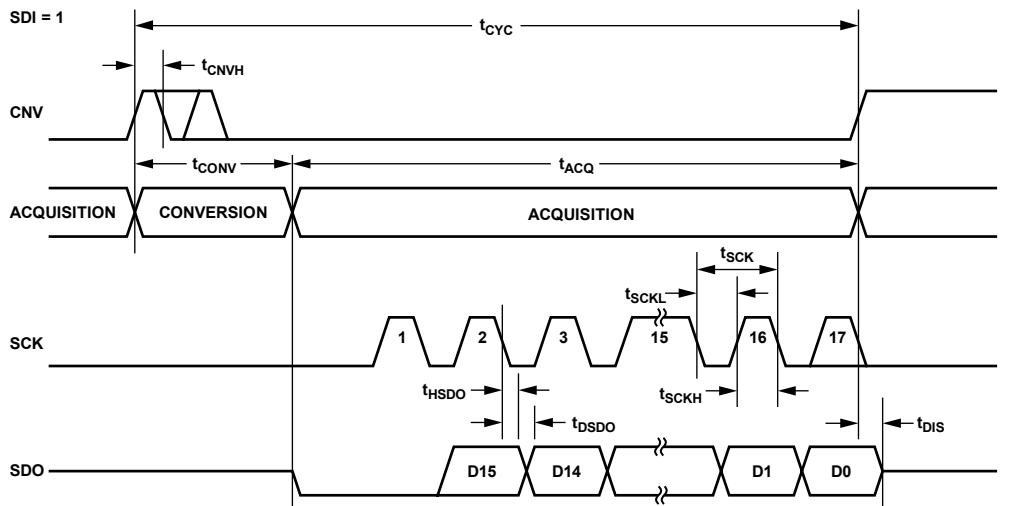 SDI = 1
tCYC
tCNVH
CNV
tCONV
tACQ
ACQUISITION
CONVERSION
ACQUISITION
tSCK
tSCKL
SCK
1
2
3
15
16
17
tHSDO
tSCKH
tDSDO
tDIS
SDO
D15
D14
D1
D0